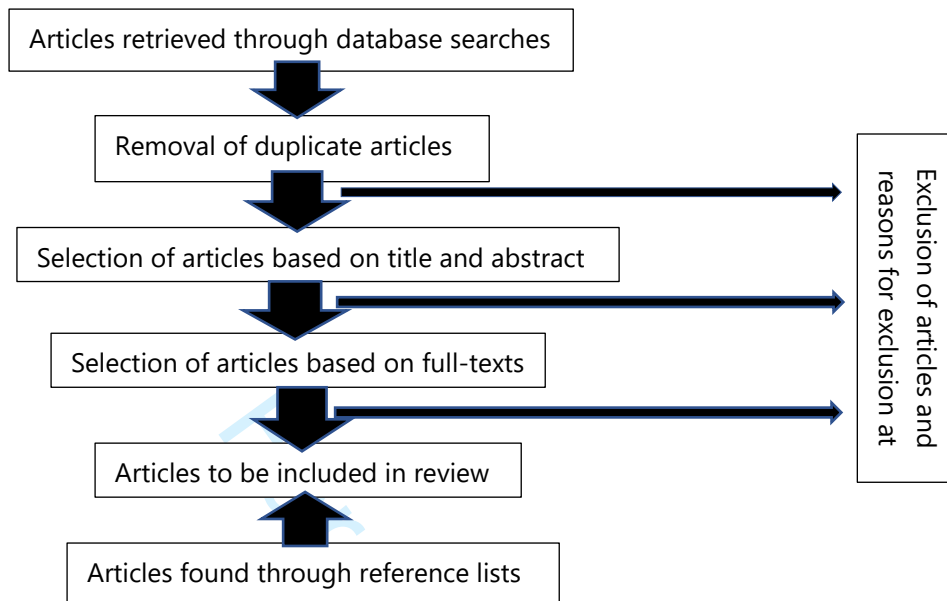 Articles retrieved through database searches
Removal of duplicate articles
Selection of articles based on title and abstract
Selection of articles based on full-texts
Articles to be included in review
Articles found through reference lists
Exclusion of articles and
reasons for exclusion at